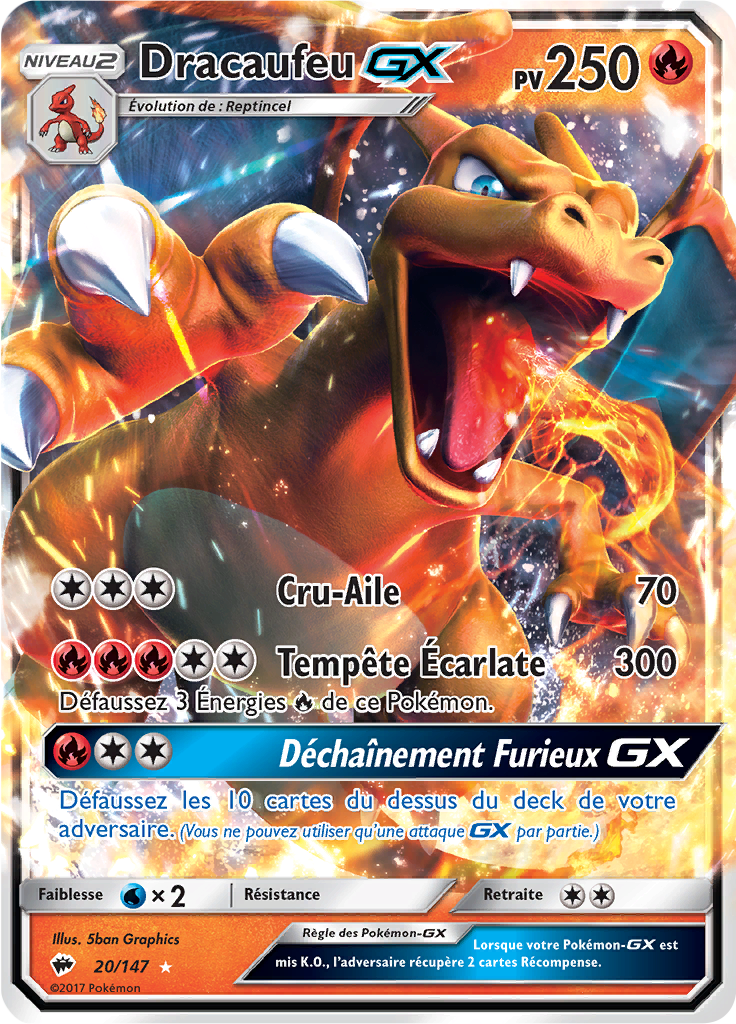 NIVEAU2
Dracaufeu GX
PV250
Évolution de : Reptincel
Cru-Aile 70
Tempête Écarlate 300
Défaussez 3 Énergies de ce Pokémon.
Déchaînement Furieux GX
Défaussez les 10 cartes du dessus du deck de votre
adversaire. (Vous ne pouvez utiliser qu'une attaque GX par partie.)
Faiblesse ×2 Résistance Retraite
Illus. 5ban Graphics
20/147
©2017 Pokémon
Règle des Pokémon-GX
Lorsque votre Pokémon-GX est
mis K.O., l'adversaire récupère 2 cartes Récompense.